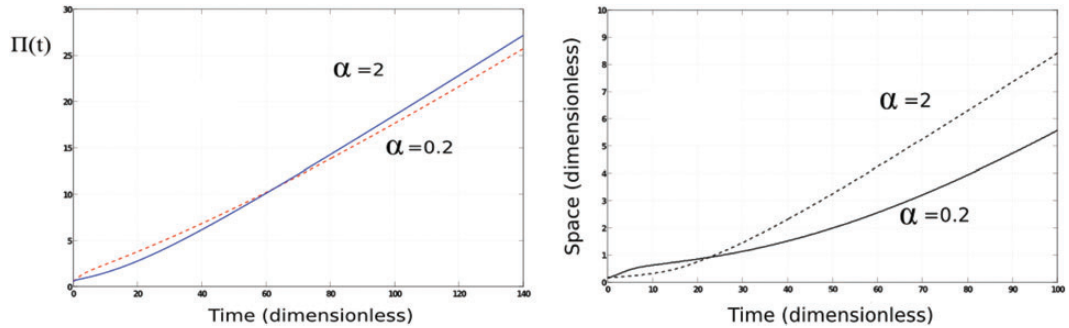 30
25
20
15
10
5
0
Π(t)
α =2
α =0.2
0 20 40 60 80 100 120 140
Time (dimensionless)
10
9
8
7
6
5
4
3
2
1
0
Space (dimensionless)
α =2
α =0.2
0 10 20 30 40 50 60 70 80 90 100
Time (dimensionless)